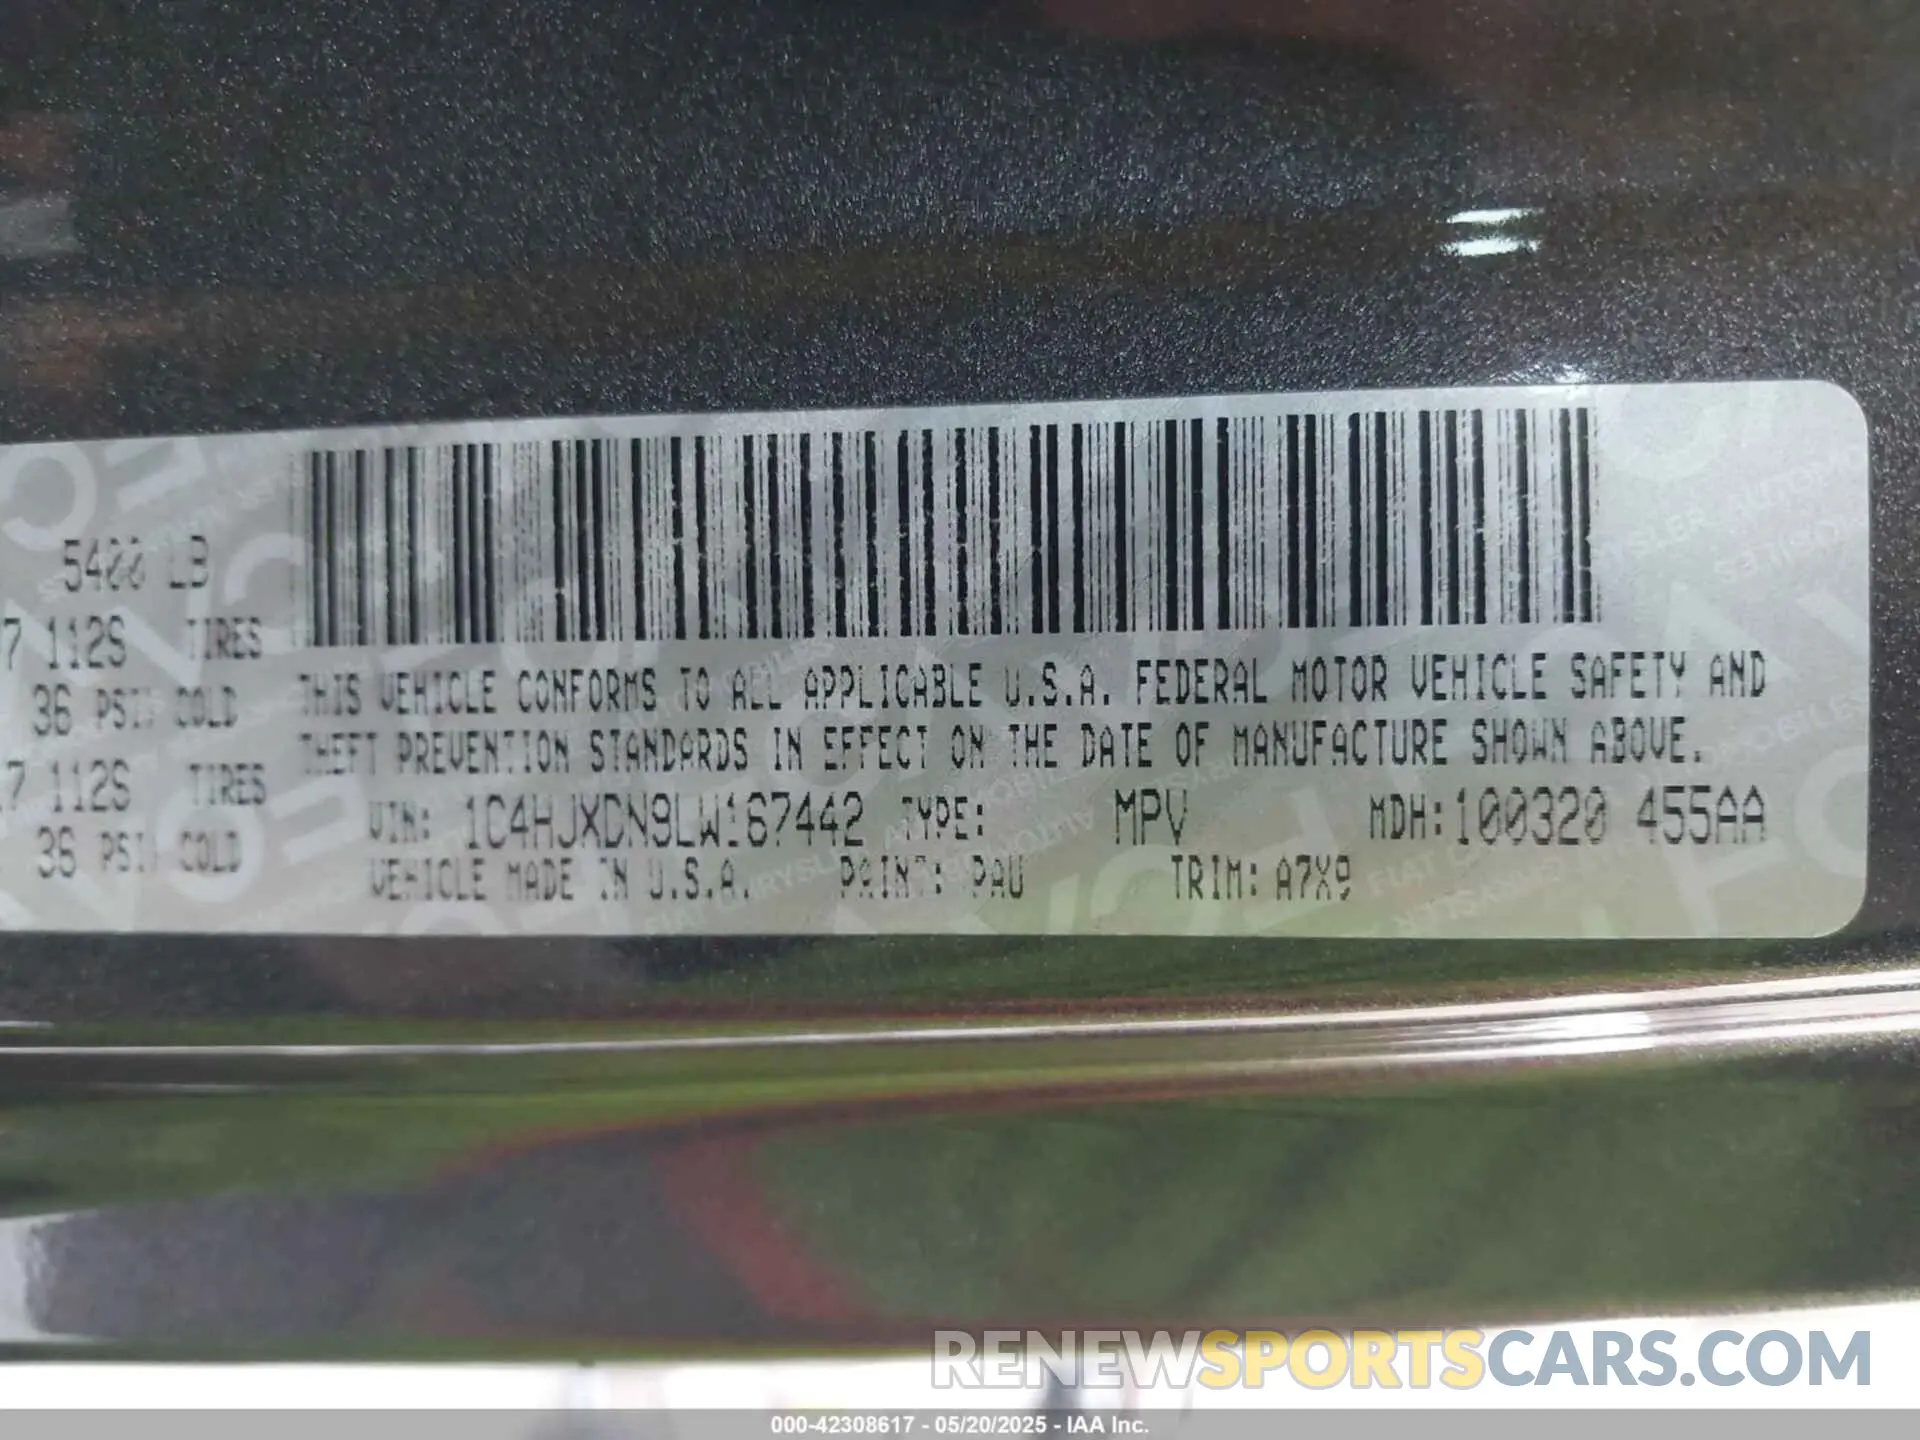 5400 LB
7 112S TIRES
36 PSI/ COLD
7 112S TIRES
36 PSI/ COLD
THIS VEHICLE CONFORMS TO ALL APPLICABLE U.S.A. FEDERAL MOTOR VEHICLE SAFETY AND
THEFT PREVENTION STANDARDS IN EFFECT ON THE DATE OF MANUFACTURE SHOWN ABOVE.
VIN: 1C4HJXDN9LW167442 TYPE: MPV MDH:100320 455AA
VEHICLE MADE IN U.S.A. PAINT: PAU TRIM: A7X9
RENEWSPORTSCARS.COM
000-42308617 - 05/20/2025 - IAA Inc.